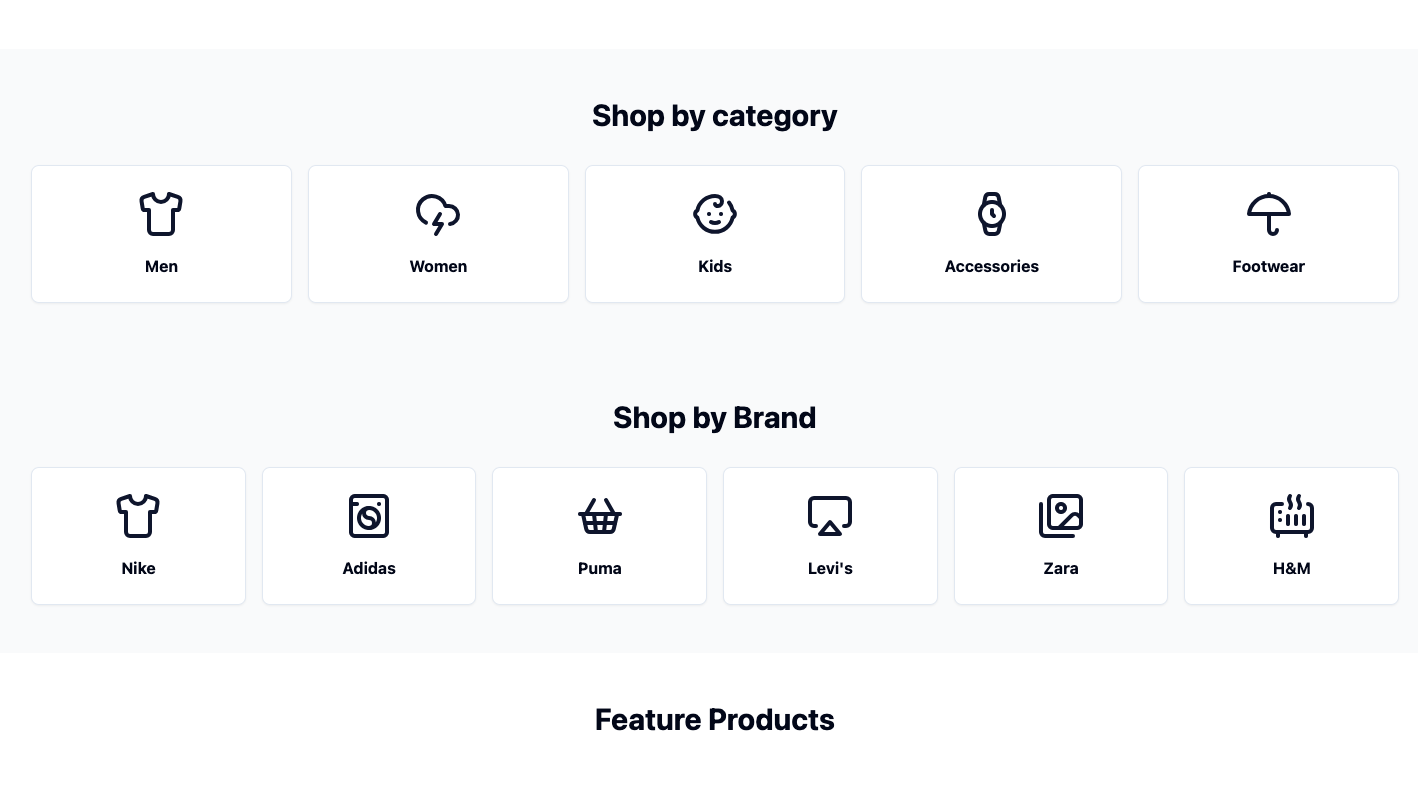 Shop by category
Men
Women
Kids
Accessories
Footwear
Shop by Brand
Nike
Adidas
Puma
Levi's
Zara
H&M
Feature Products